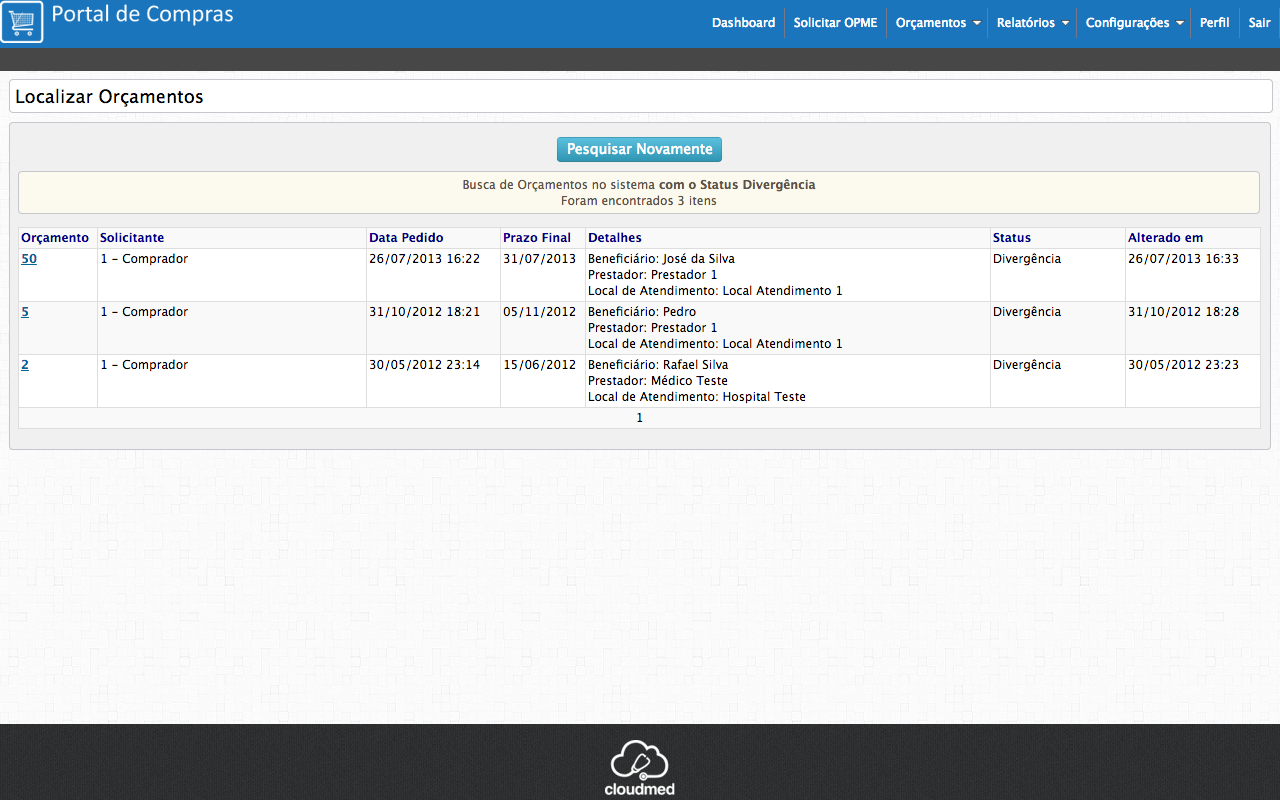 Portal de Compras
Dashboard Solicitar OPME Orçamentos Relatórios Configurações Perfil Sair
Localizar Orçamentos
Pesquisar Novamente
Busca de Orçamentos no sistema com o Status Divergência
Foram encontrados 3 itens
Orçamento Solicitante Data Pedido Prazo Final Detalhes Status Alterado em
50 1 - Comprador 26/07/2013 16:22 31/07/2013 Beneficiário: José da Silva Divergência 26/07/2013 16:33
Prestador: Prestador 1
Local de Atendimento: Local Atendimento 1
5 1 - Comprador 31/10/2012 18:21 05/11/2012 Beneficiário: Pedro Divergência 31/10/2012 18:28
Prestador: Prestador 1
Local de Atendimento: Local Atendimento 1
2 1 - Comprador 30/05/2012 23:14 15/06/2012 Beneficiário: Rafael Silva Divergência 30/05/2012 23:23
Prestador: Médico Teste
Local de Atendimento: Hospital Teste
1
cloudmed